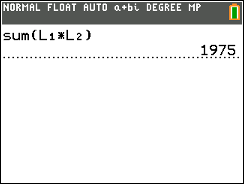 NORMAL FLOAT AUTO a+bi DEGREE MP
sum(L₁*L₂)
1975